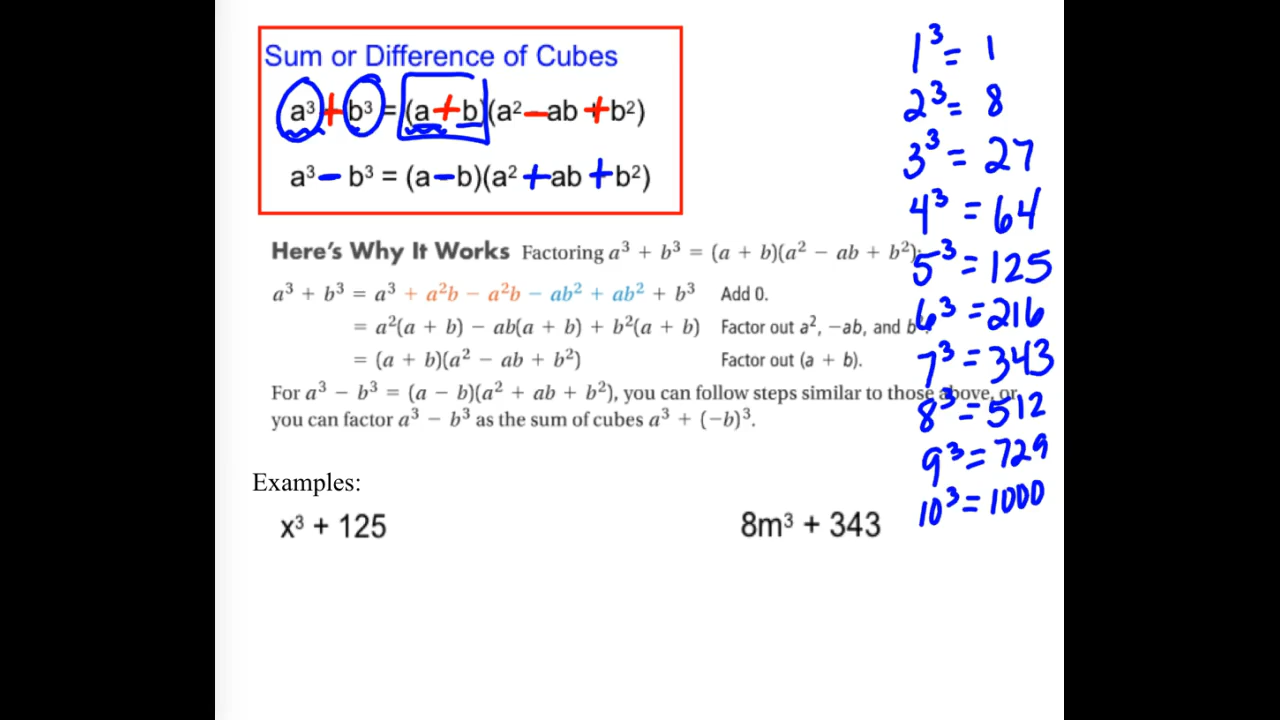 Sum or Difference of Cubes
a³ + b³ = (a + b)(a² − ab + b²)
a³ − b³ = (a − b)(a² + ab + b²)
Here's Why It Works Factoring a³ + b³ = (a + b)(a² − ab + b²):
a³ + b³ = a³ + a²b − a²b − ab² + ab² + b³ Add 0.
= a²(a + b) − ab(a + b) + b²(a + b) Factor out a², −ab, and b
= (a + b)(a² − ab + b²) Factor out (a + b).
For a³ − b³ = (a − b)(a² + ab + b²), you can follow steps similar to those above, or
you can factor a³ − b³ as the sum of cubes a³ + (−b)³.
Examples:
x³ + 125
8m³ + 343
1³ = 1
2³ = 8
3³ = 27
4³ = 64
5³ = 125
6³ = 216
7³ = 343
8³ = 512
9³ = 729
10³ = 1000